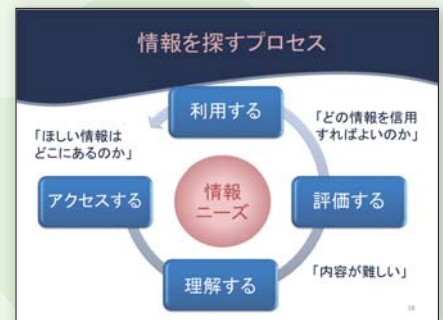 情報を探すプロセス
利用する
「ほしい情報は
どこにあるのか」
「どの情報を信用
すればよいのか」
アクセスする
情報
ニーズ
評価する
理解する
「内容が難しい」